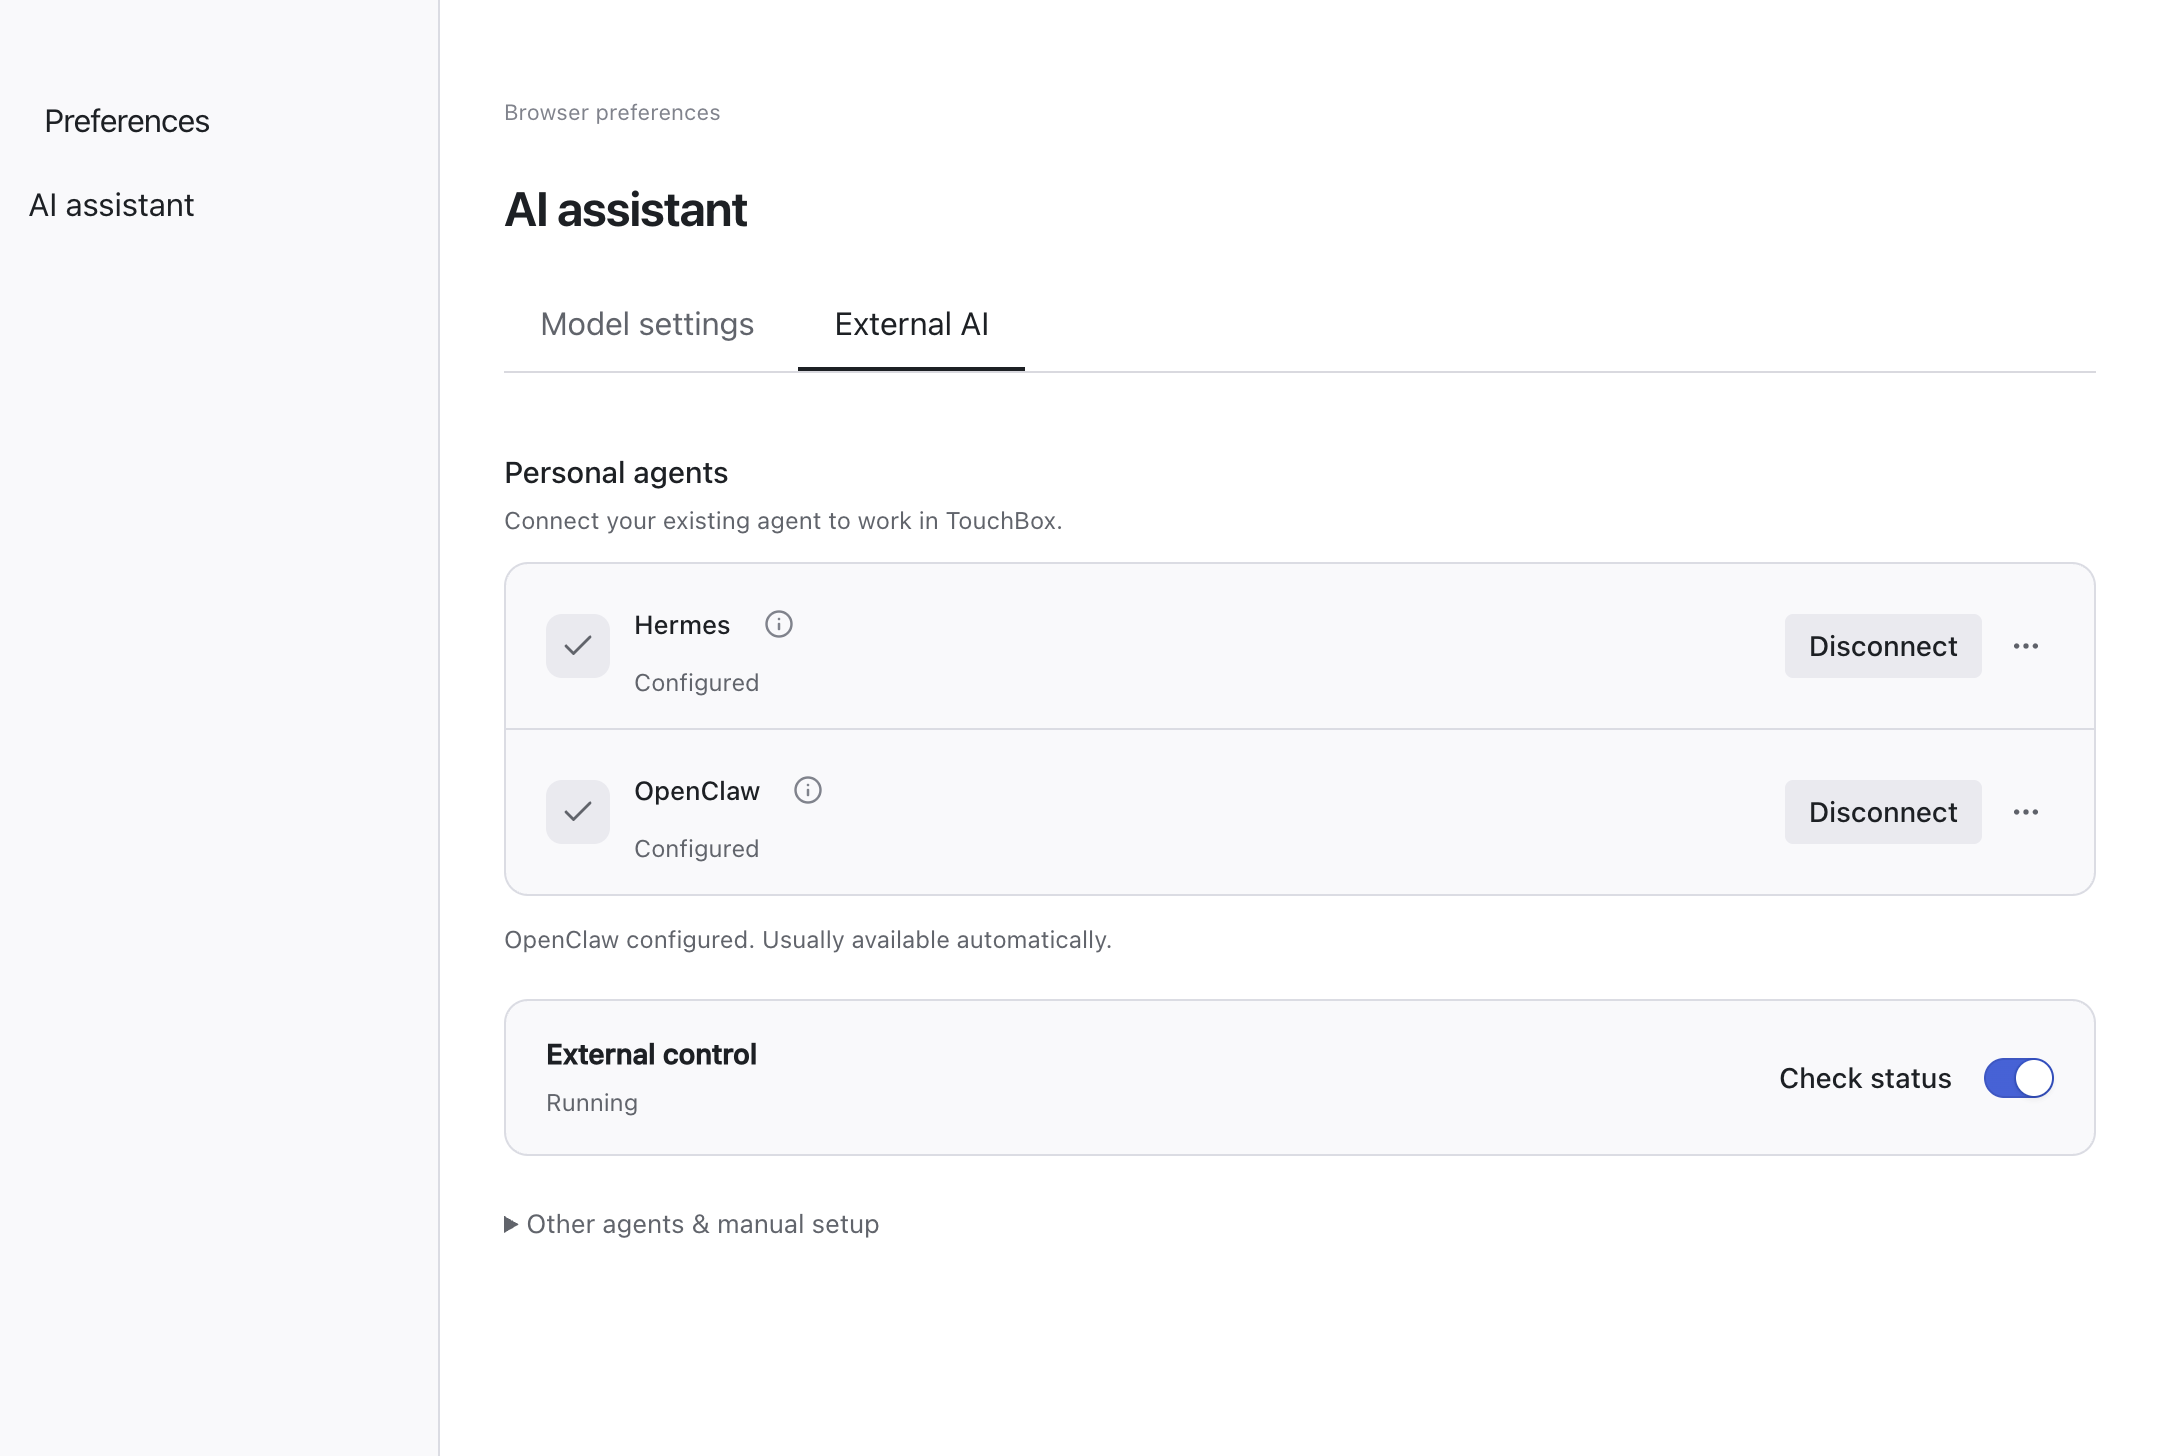 Preferences
AI assistant
Browser preferences
AI assistant
Model settings
External AI
Personal agents
Connect your existing agent to work in TouchBox.
Hermes
Configured
Disconnect
OpenClaw
Configured
Disconnect
OpenClaw configured. Usually available automatically.
External control
Running
Check status
Other agents & manual setup